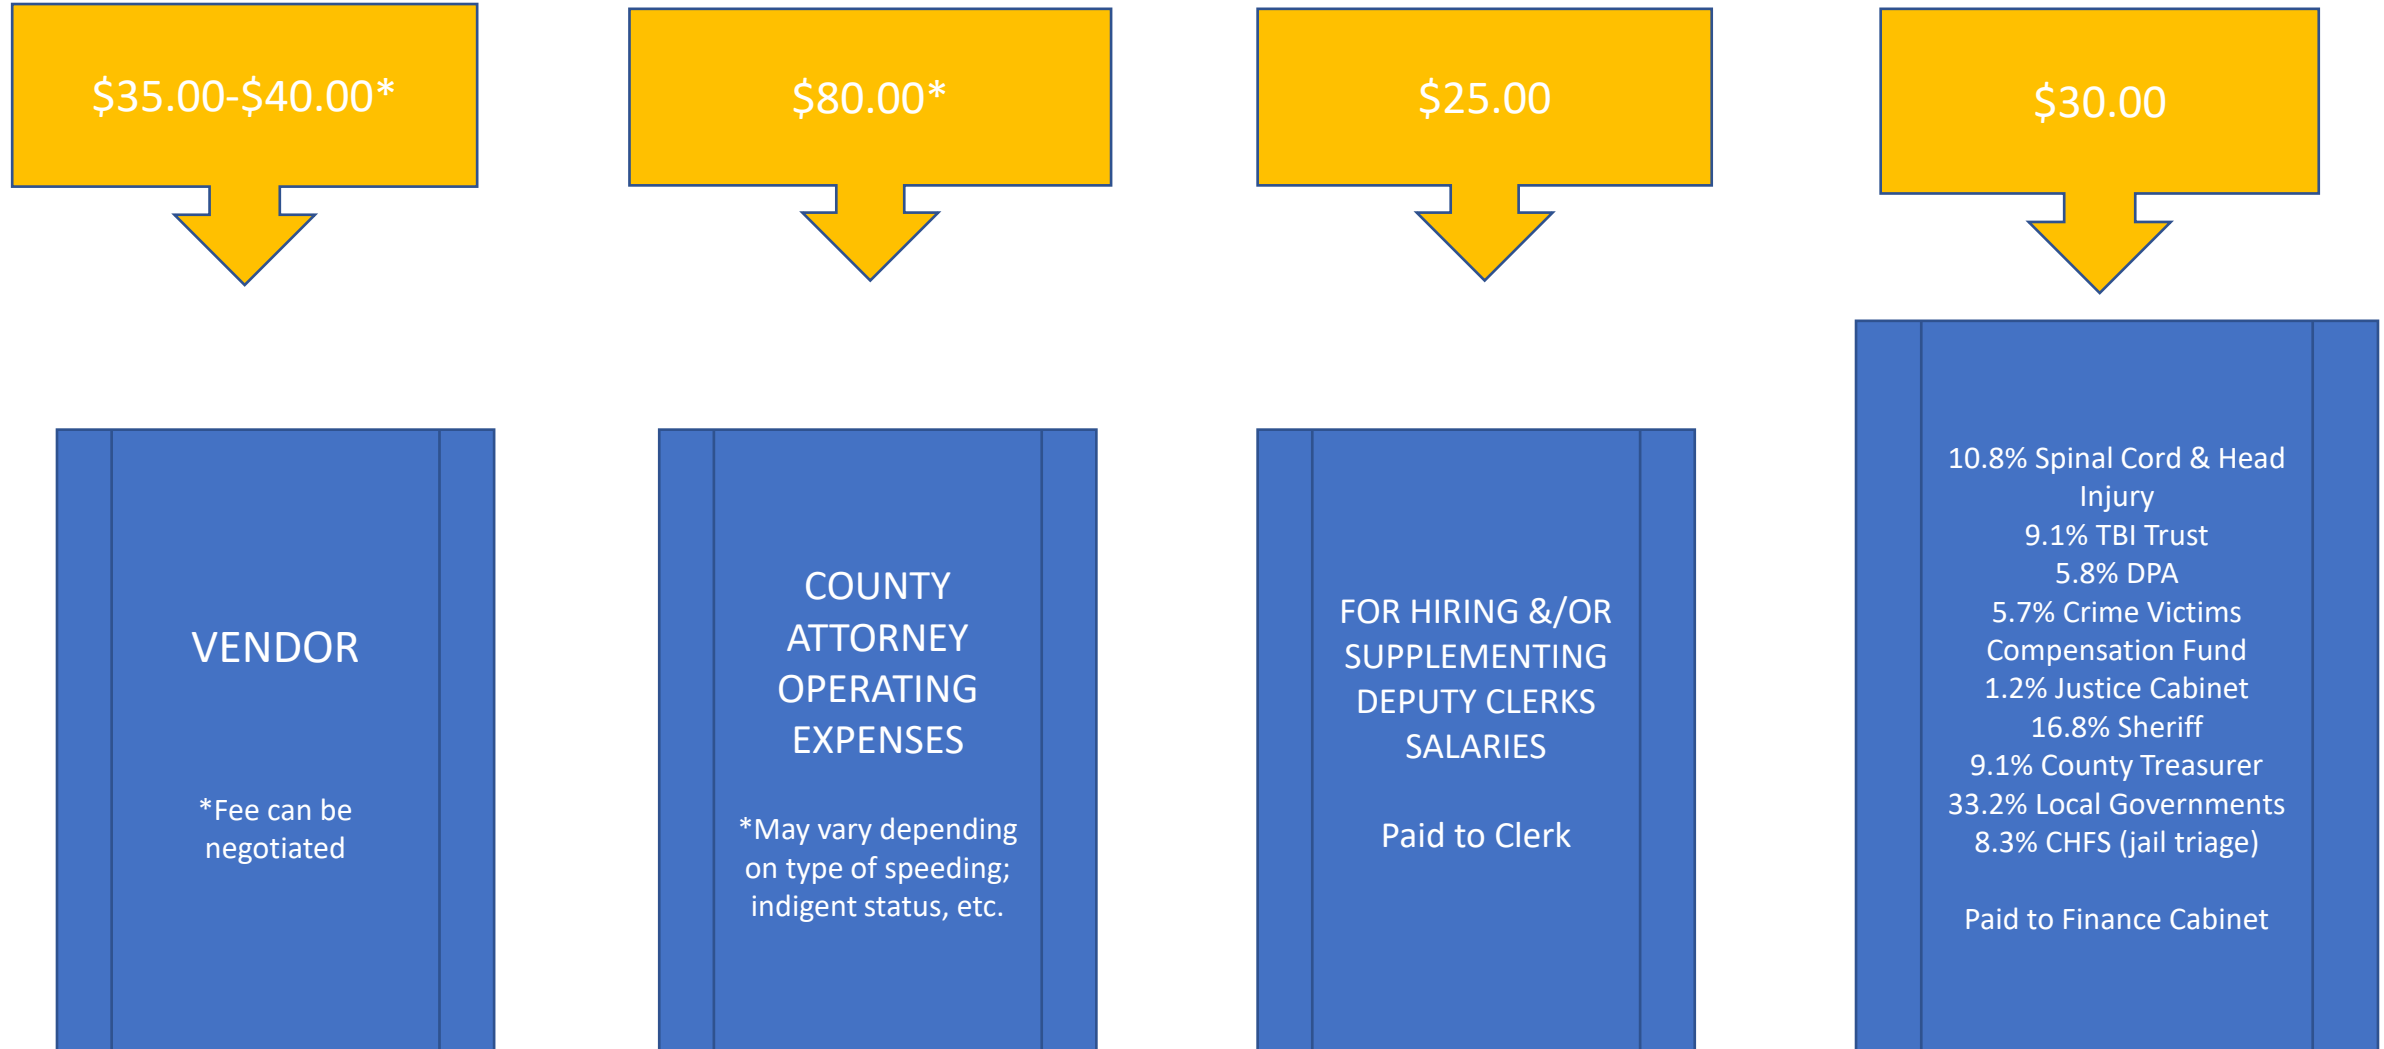 $35.00-$40.00*
$80.00*
$25.00
$30.00
VENDOR
*Fee can be
negotiated
COUNTY
ATTORNEY
OPERATING
EXPENSES
*May vary depending
on type of speeding;
indigent status, etc.
FOR HIRING &/OR
SUPPLEMENTING
DEPUTY CLERKS
SALARIES
Paid to Clerk
10.8% Spinal Cord & Head
Injury
9.1% TBI Trust
5.8% DPA
5.7% Crime Victims
Compensation Fund
1.2% Justice Cabinet
16.8% Sheriff
9.1% County Treasurer
33.2% Local Governments
8.3% CHFS (jail triage)
Paid to Finance Cabinet